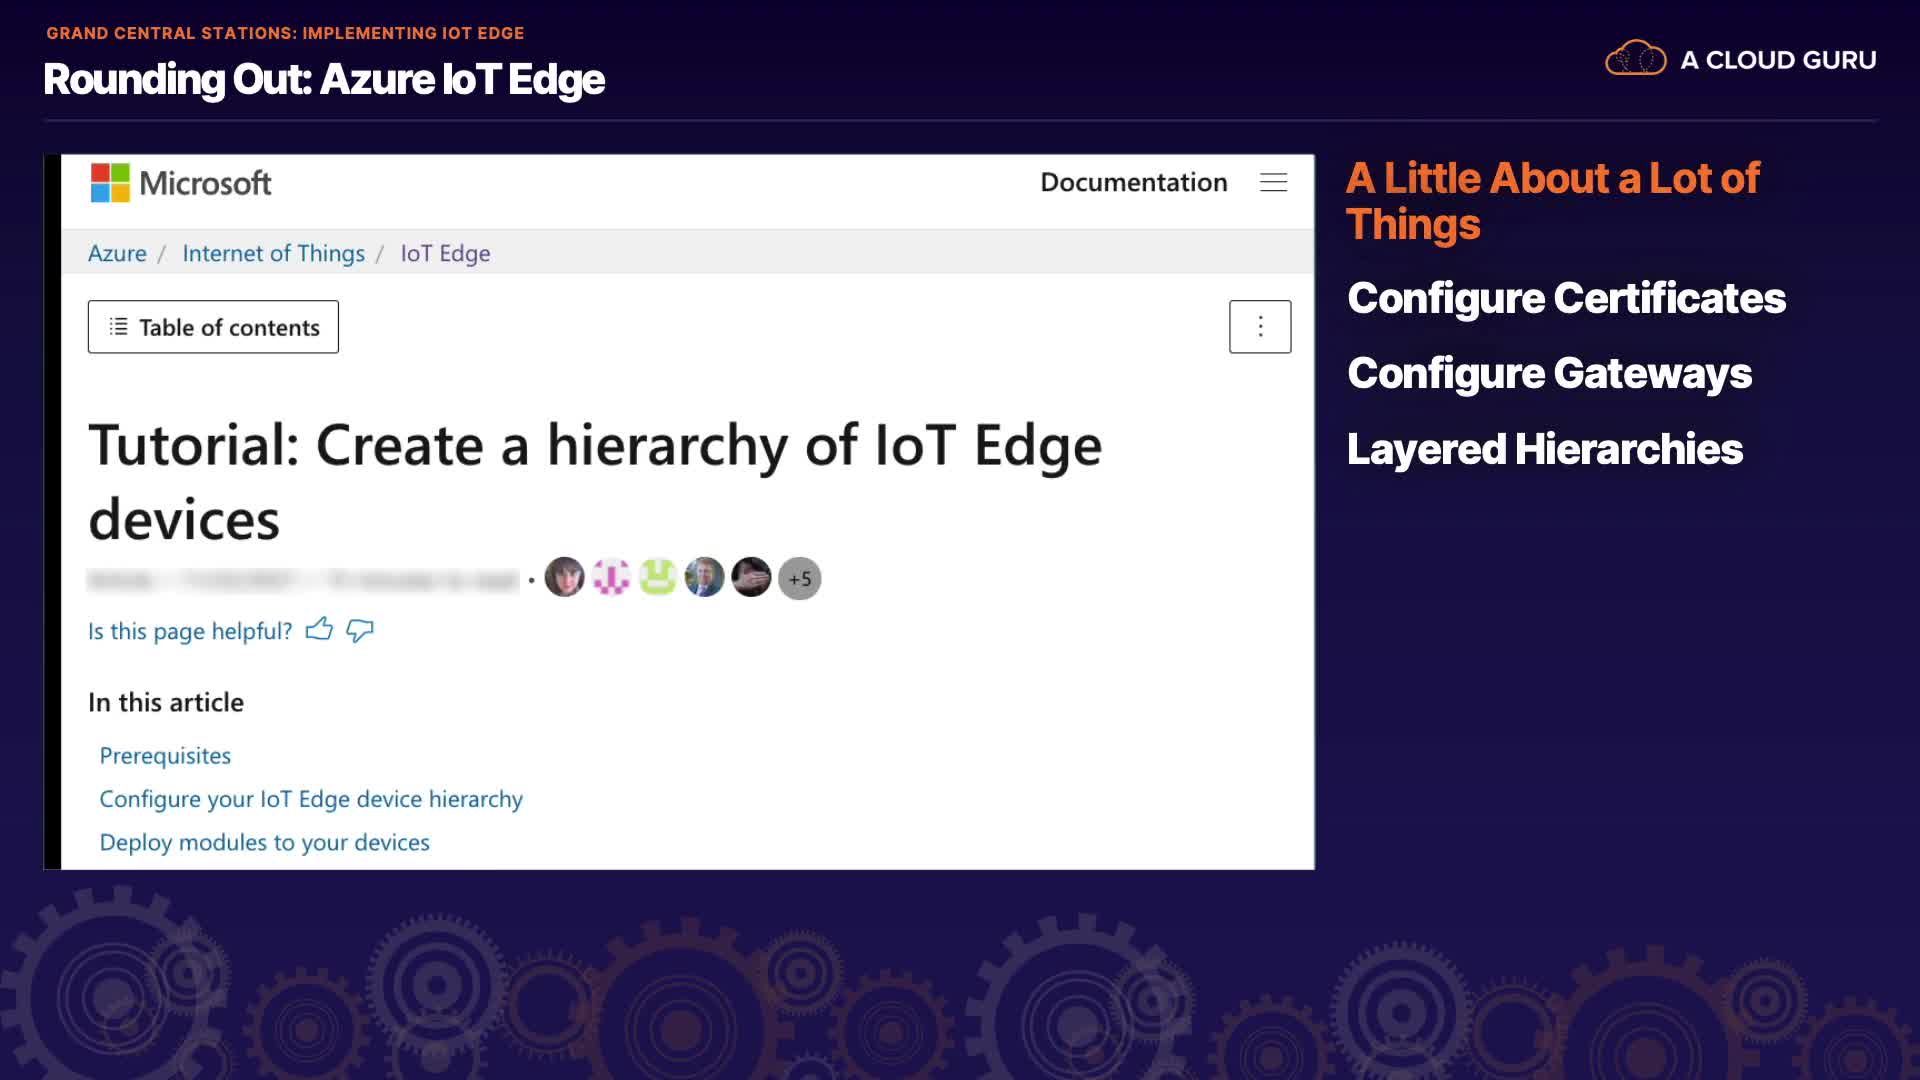 GRAND CENTRAL STATIONS: IMPLEMENTING IOT EDGE
Rounding Out: Azure IoT Edge
A CLOUD GURU
Microsoft
Documentation
Azure / Internet of Things / IoT Edge
Table of contents
Tutorial: Create a hierarchy of IoT Edge
devices
+5
Is this page helpful?
In this article
Prerequisites
Configure your IoT Edge device hierarchy
Deploy modules to your devices
A Little About a Lot of
Things
Configure Certificates
Configure Gateways
Layered Hierarchies